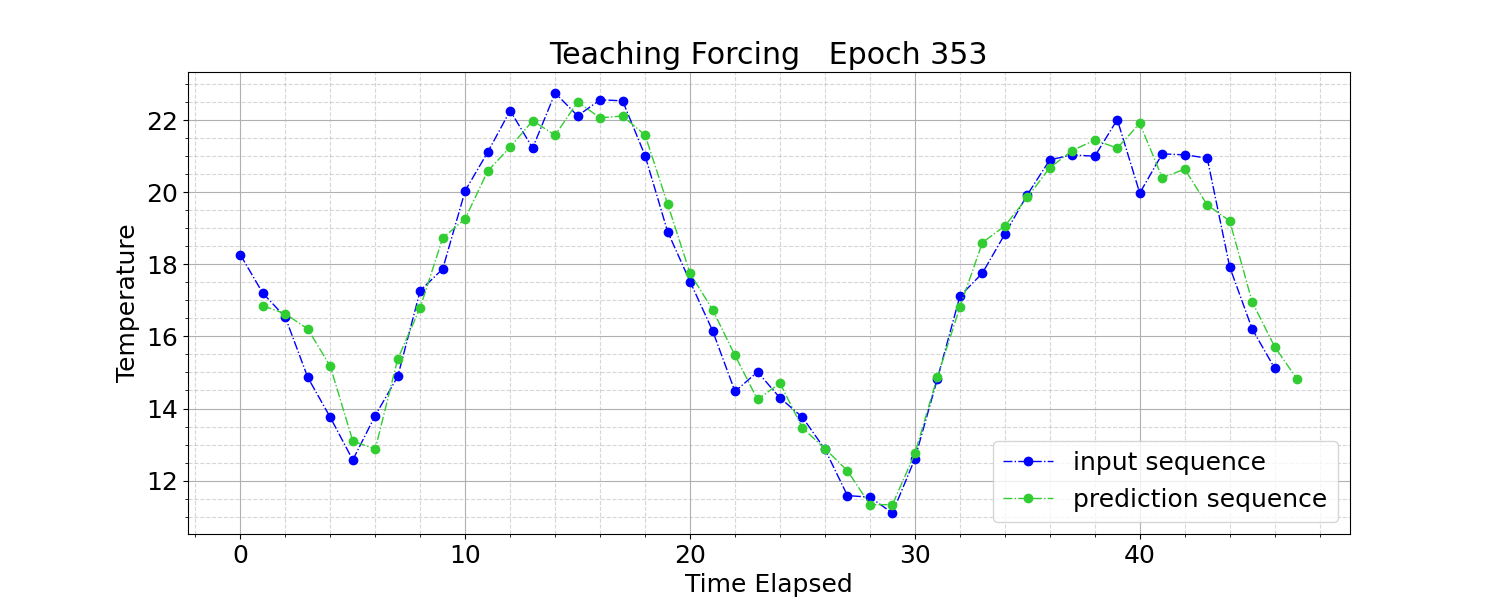 Teaching Forcing   Epoch 353
Temperature
22
20
18
16
14
12
0 10 20 30 40
Time Elapsed
input sequence
prediction sequence